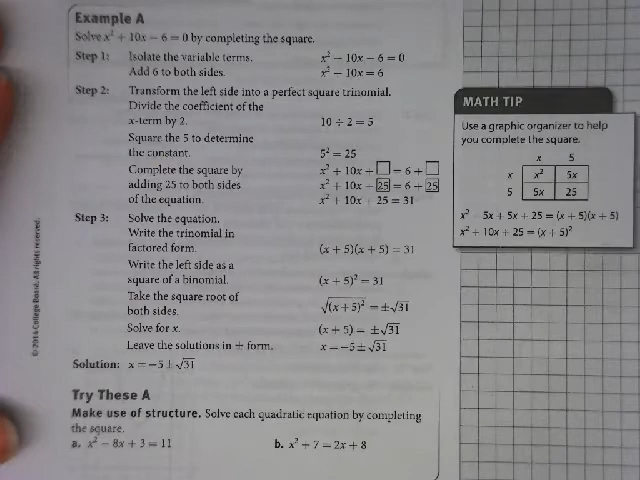 Example A
Solve x² + 10x − 6 = 0 by completing the square.
Step 1: Isolate the variable terms. x² + 10x − 6 = 0
Add 6 to both sides. x² + 10x = 6
Step 2: Transform the left side into a perfect square trinomial.
Divide the coefficient of the
x-term by 2. 10 ÷ 2 = 5
Square the 5 to determine
the constant. 5² = 25
Complete the square by x² + 10x + □ = 6 + □
adding 25 to both sides x² + 10x + 25 = 6 + 25
of the equation. x² + 10x + 25 = 31
Step 3: Solve the equation.
Write the trinomial in
factored form. (x + 5)(x + 5) = 31
Write the left side as a
square of a binomial. (x + 5)² = 31
Take the square root of
both sides. √(x + 5)² = ±√31
Solve for x. (x + 5) = ±√31
Leave the solutions in ± form. x = −5 ± √31
Solution: x = −5 ± √31
Try These A
Make use of structure. Solve each quadratic equation by completing
the square.
a. x² − 8x + 3 = 11 b. x² + 7 = 2x + 8
MATH TIP
Use a graphic organizer to help
you complete the square.
x 5
x x² 5x
5 5x 25
x² + 5x + 5x + 25 = (x + 5)(x + 5)
x² + 10x + 25 = (x + 5)²
© 2014 College Board. All rights reserved.